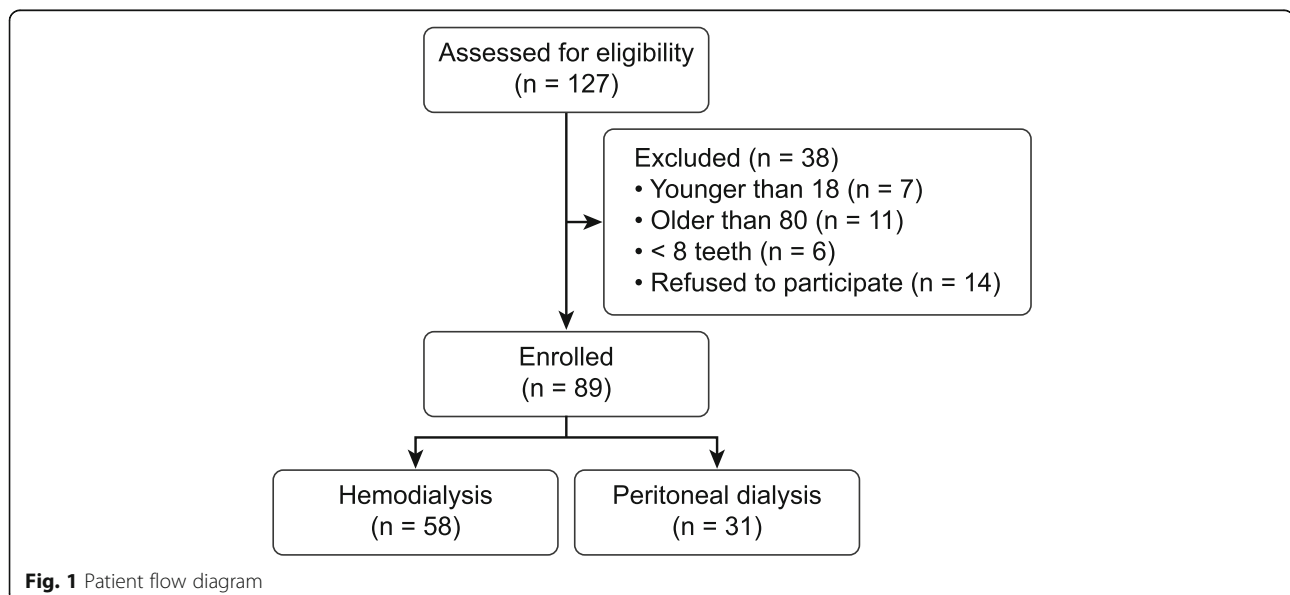 Assessed for eligibility
(n = 127)
Excluded (n = 38)
• Younger than 18 (n = 7)
• Older than 80 (n = 11)
• < 8 teeth (n = 6)
• Refused to participate (n = 14)
Enrolled
(n = 89)
Hemodialysis
(n = 58)
Peritoneal dialysis
(n = 31)
Fig. 1 Patient flow diagram